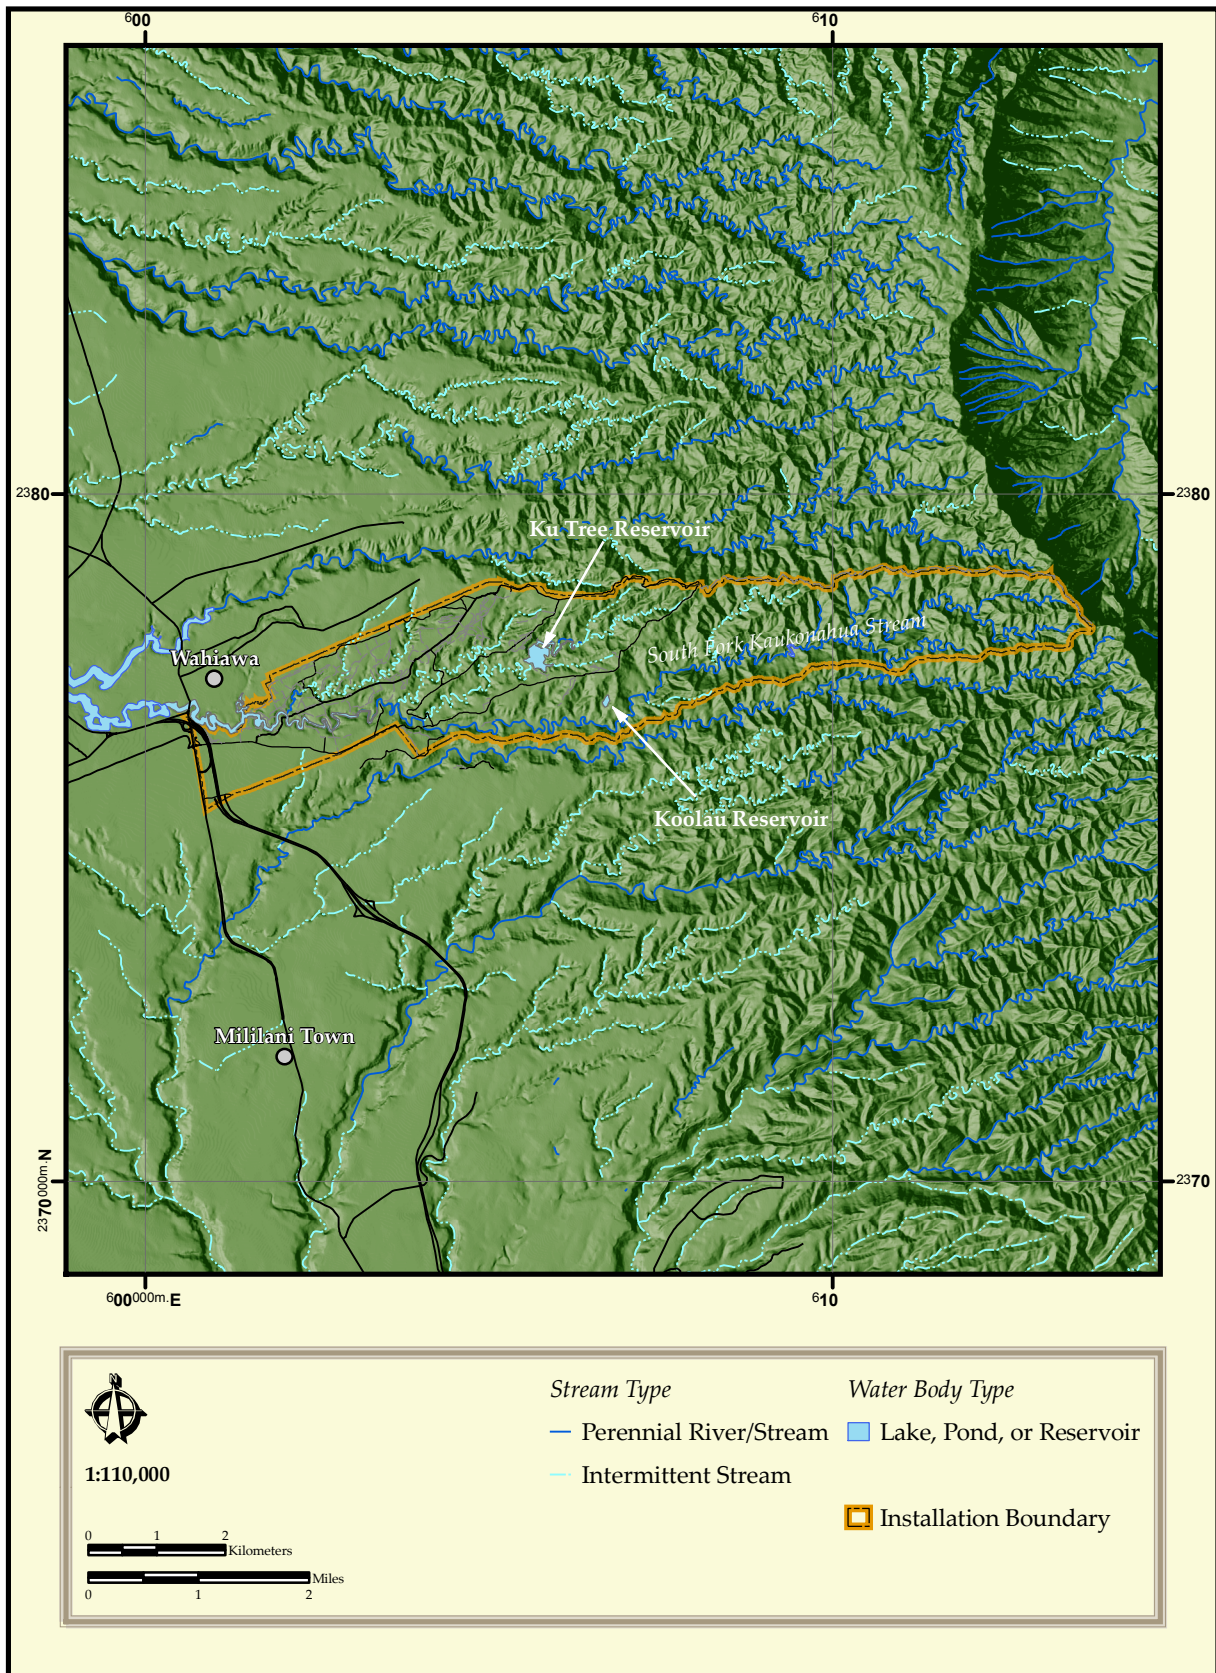 600
610
2380
2380
Ku Tree Reservoir
South Fork Kaukonahua Stream
Wahiawa
Koolau Reservoir
Mililani Town
2370000m.N
2370
600000m.E
610
N
Stream Type
Water Body Type
Perennial River/Stream
Lake, Pond, or Reservoir
1:110,000
Intermittent Stream
Installation Boundary
0 1 2
Kilometers
Miles
0 1 2